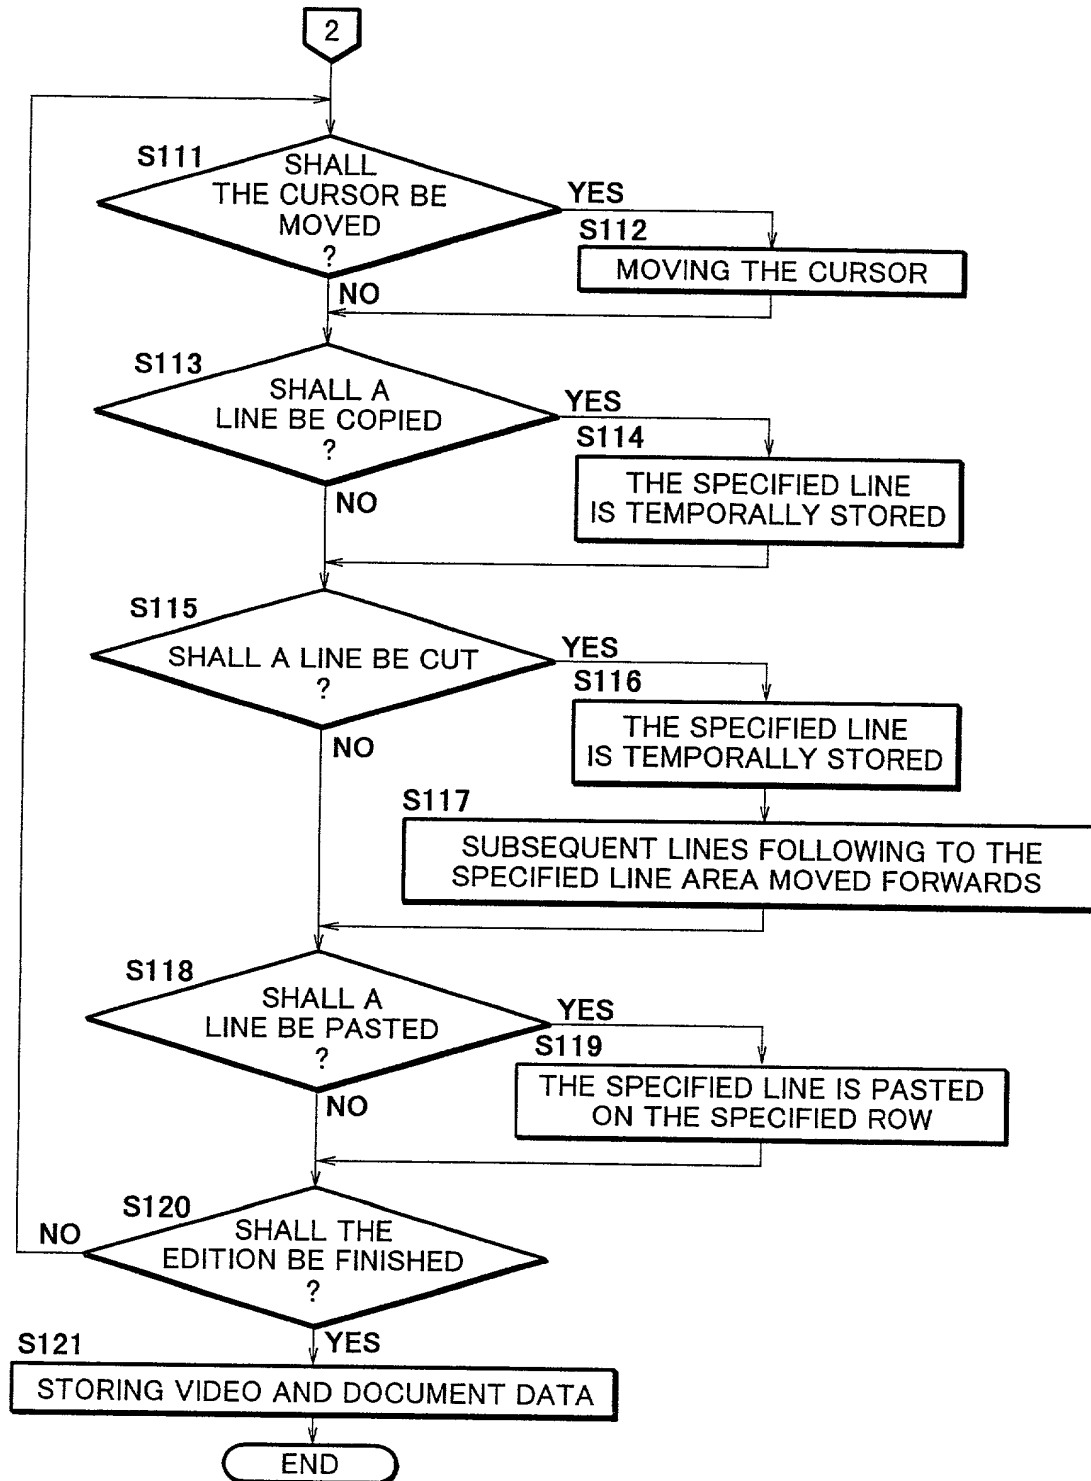 2
S111
SHALL
THE CURSOR BE
MOVED
?
YES
S112
MOVING THE CURSOR
NO
S113
SHALL A
LINE BE COPIED
?
YES
S114
THE SPECIFIED LINE
IS TEMPORALLY STORED
NO
S115
SHALL A LINE BE CUT
?
YES
S116
THE SPECIFIED LINE
IS TEMPORALLY STORED
NO
S117
SUBSEQUENT LINES FOLLOWING TO THE
SPECIFIED LINE AREA MOVED FORWARDS
S118
SHALL A
LINE BE PASTED
?
YES
S119
THE SPECIFIED LINE IS PASTED
ON THE SPECIFIED ROW
NO
S120
SHALL THE
EDITION BE FINISHED
?
NO
YES
S121
STORING VIDEO AND DOCUMENT DATA
END